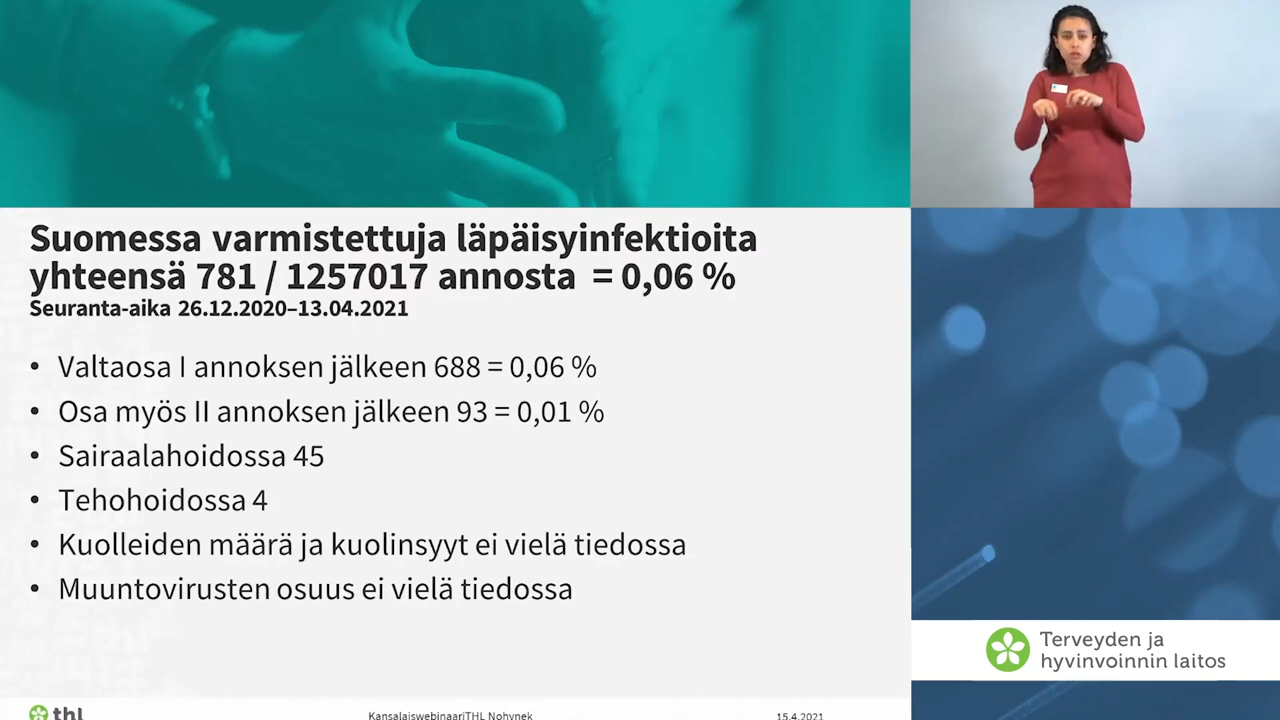 Suomessa varmistettuja läpäisyinfektioita
yhteensä 781 / 1257017 annosta = 0,06 %
Seuranta-aika 26.12.2020–13.04.2021
• Valtaosa I annoksen jälkeen 688 = 0,06 %
• Osa myös II annoksen jälkeen 93 = 0,01 %
• Sairaalahoidossa 45
• Tehohoidossa 4
• Kuolleiden määrä ja kuolinsyyt ei vielä tiedossa
• Muuntovirusten osuus ei vielä tiedossa
Terveyden ja
hyvinvoinnin laitos
thl
KansalaiswebinaariTHL Nohynek
15.4.2021